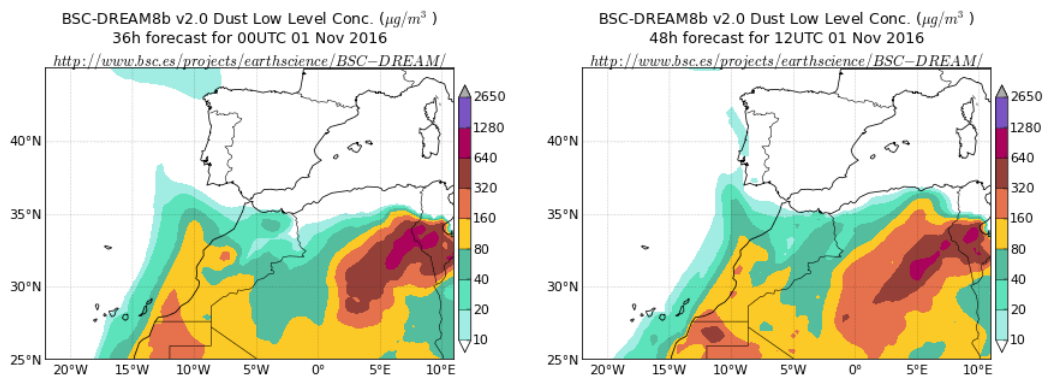 BSC-DREAM8b v2.0 Dust Low Level Conc. (μg/m³ )
36h forecast for 00UTC 01 Nov 2016
http://www.bsc.es/projects/earthscience/BSC−DREAM/
40°N
35°N
30°N
25°N
20°W
15°W
10°W
5°W
0°
5°E
10°E
2650
1280
640
320
160
80
40
20
10
BSC-DREAM8b v2.0 Dust Low Level Conc. (μg/m³ )
48h forecast for 12UTC 01 Nov 2016
http://www.bsc.es/projects/earthscience/BSC−DREAM/
40°N
35°N
30°N
25°N
20°W
15°W
10°W
5°W
0°
5°E
10°E
2650
1280
640
320
160
80
40
20
10